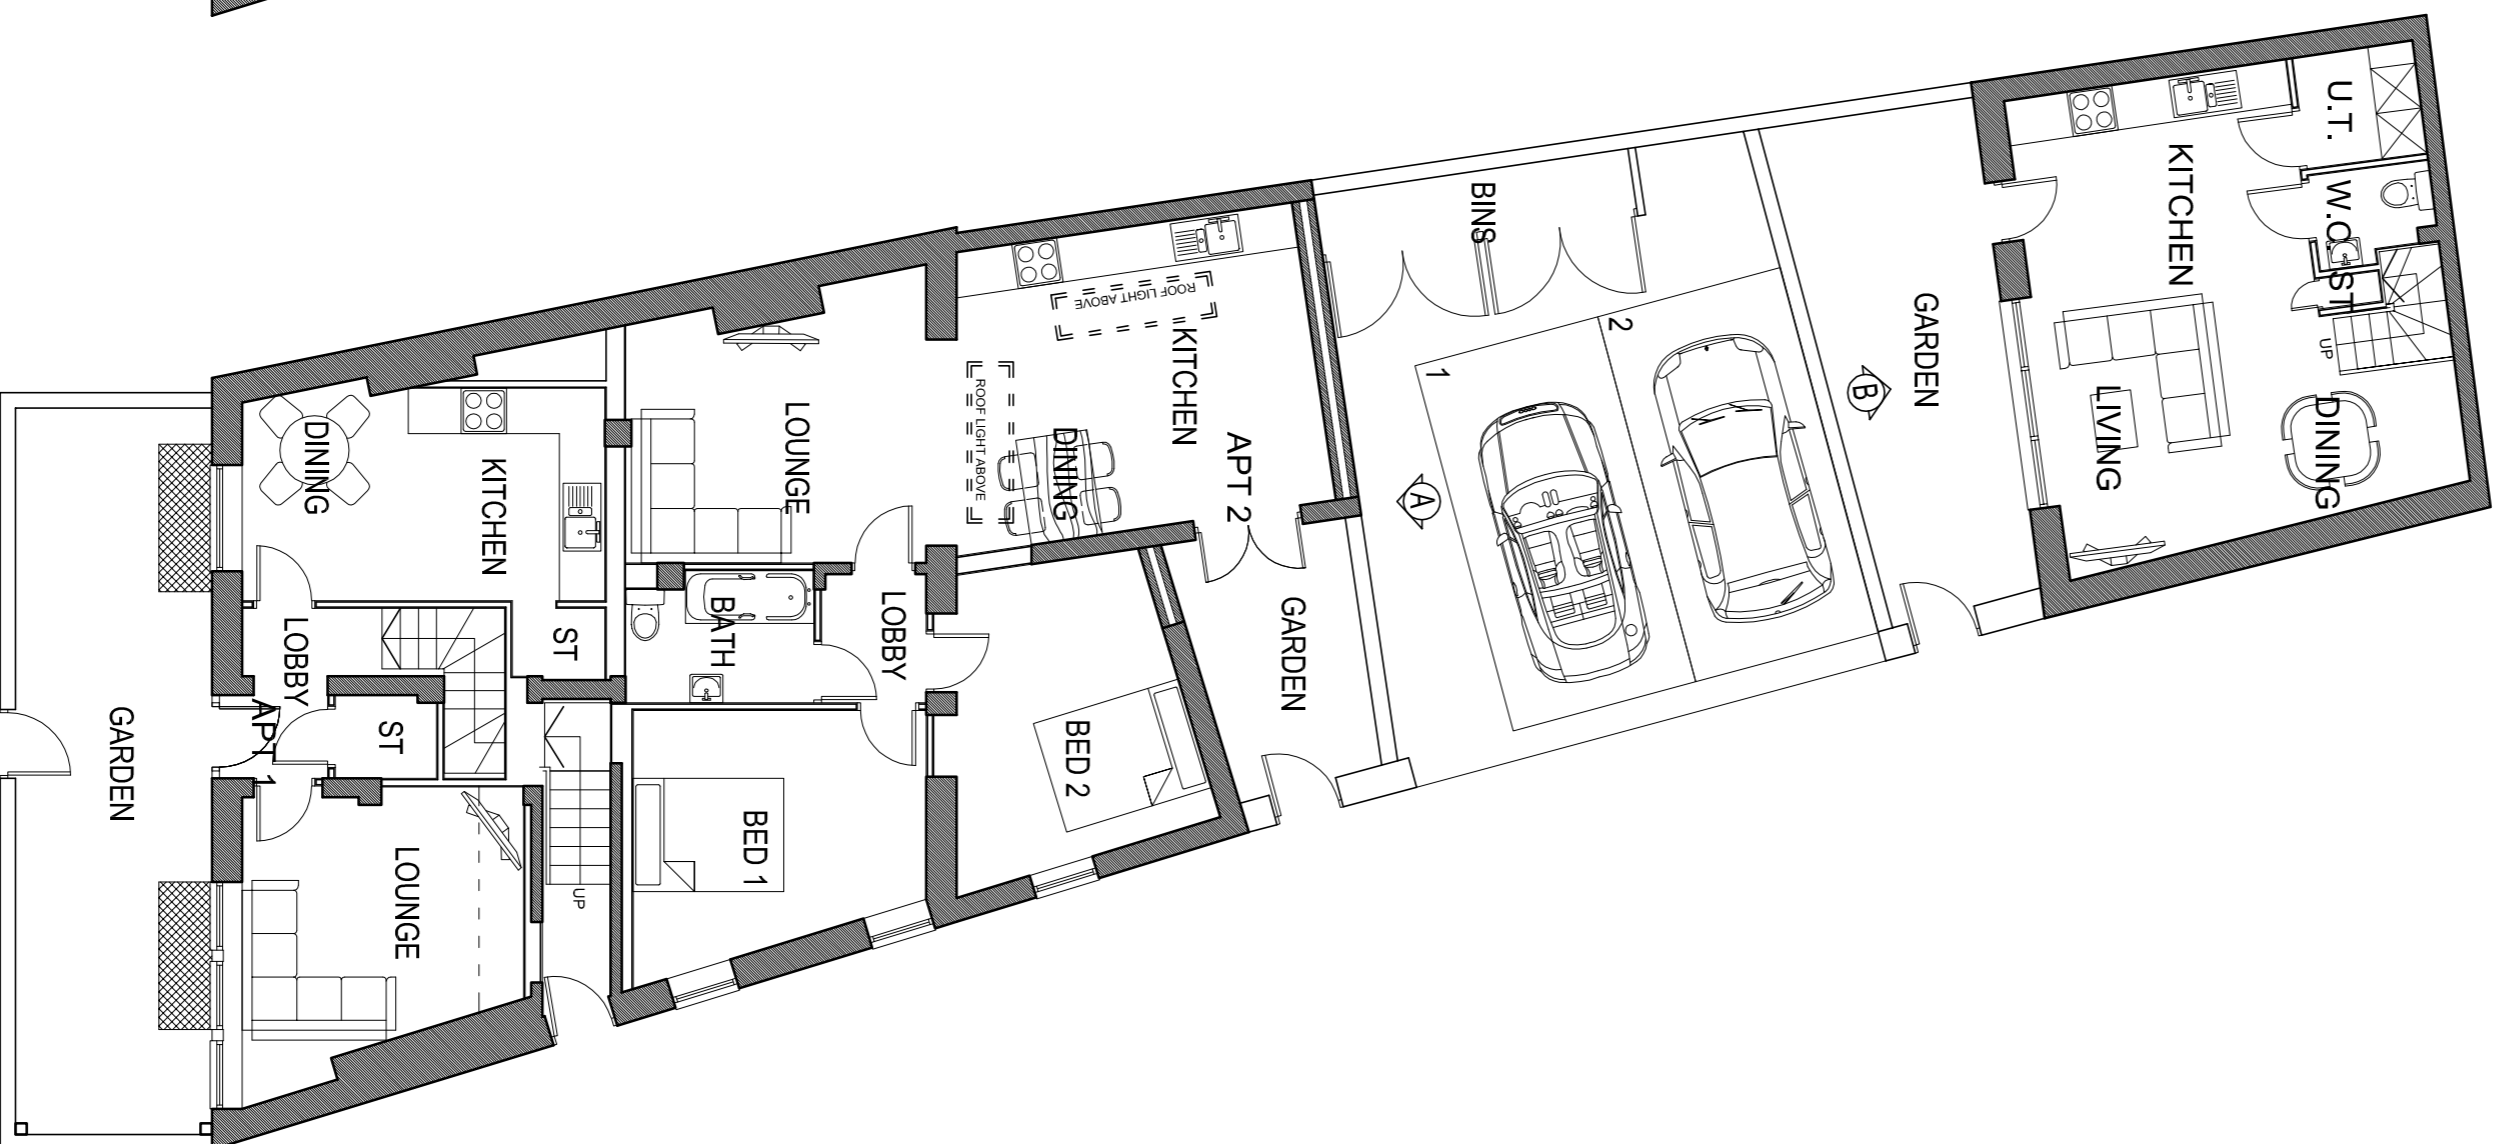 GARDEN
DINING
KITCHEN
LOBBY
APT 1
ST
ST
LOUNGE
UP
LOUNGE
BATH
LOBBY
BED 1
BED 2
ROOF LIGHT ABOVE
ROOF LIGHT ABOVE
DINING
KITCHEN
APT 2
GARDEN
BINS
1
2
A
B
GARDEN
KITCHEN
LIVING
DINING
U.T.
W.C
ST
UP